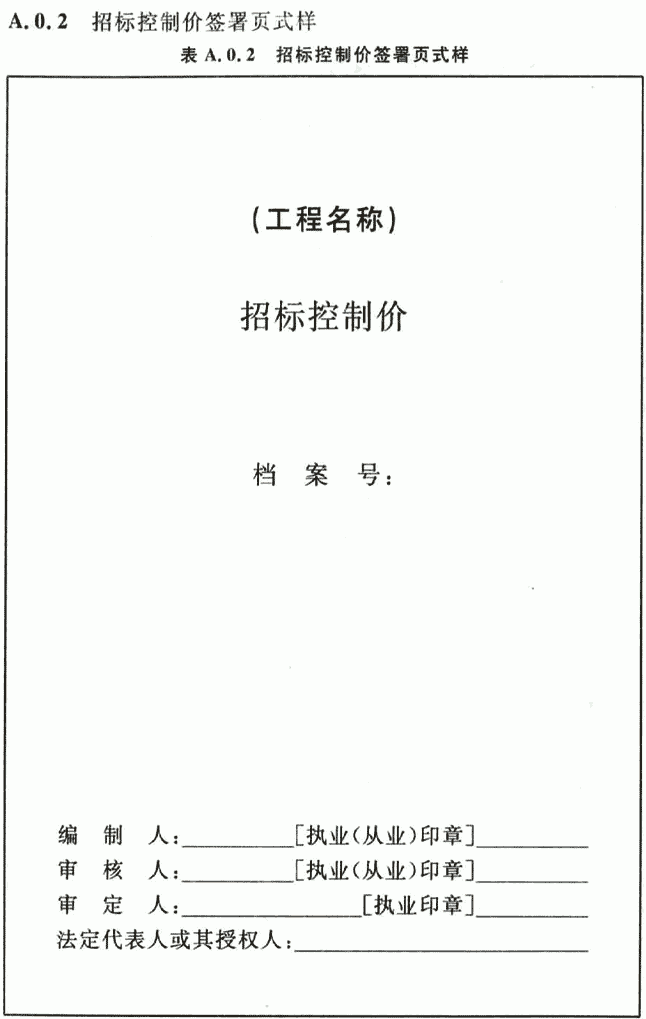 A.0.2 招标控制价签署页式样
表 A.0.2 招标控制价签署页式样
(工程名称)
招标控制价
档 案 号:
编 制 人:__________[执业(从业)印章]__________
审 核 人:__________[执业(从业)印章]__________
审 定 人:________________[执业印章]__________
法定代表人或其授权人:__________________________